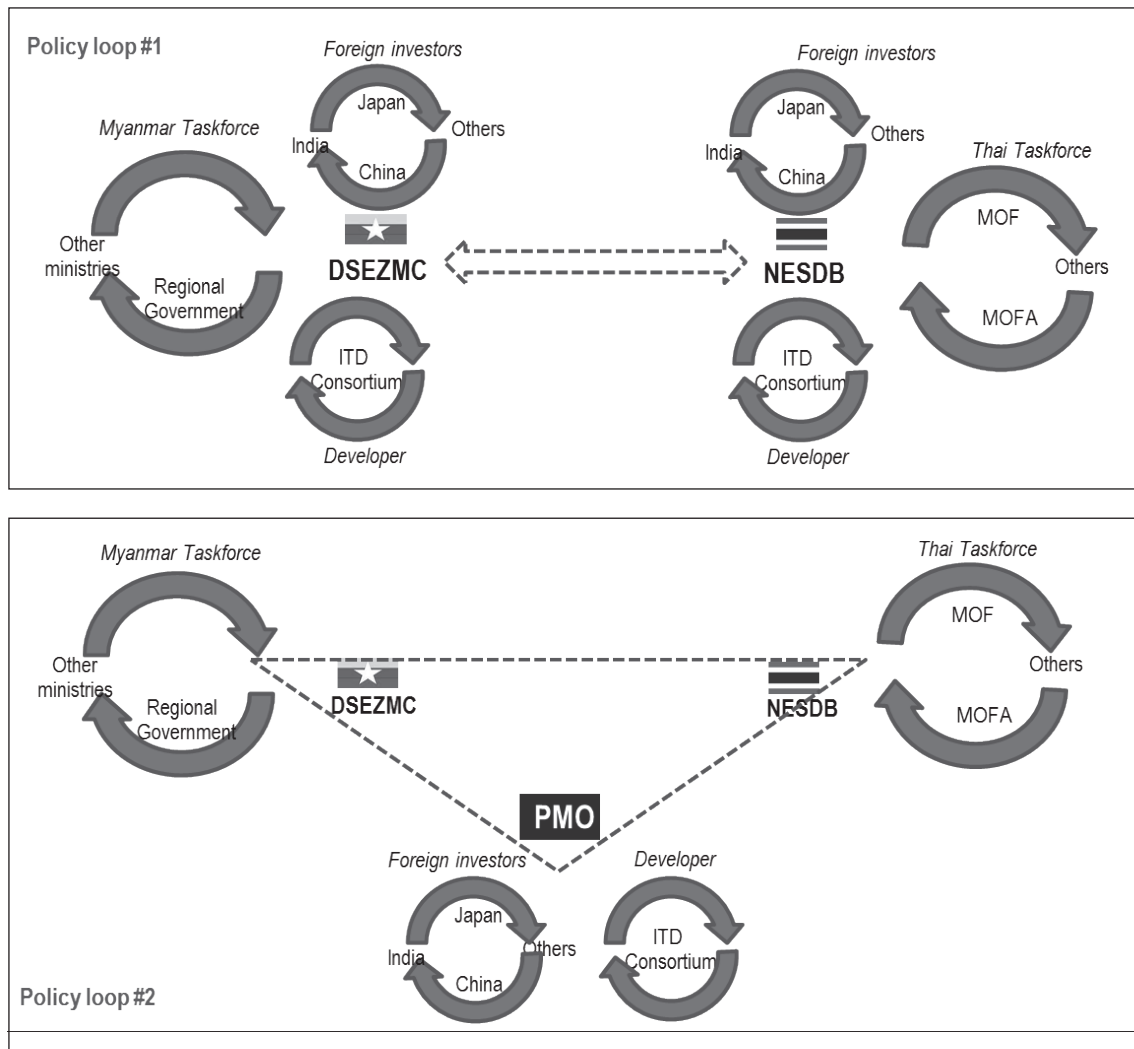 Policy loop #1
Foreign investors
Japan
India
Others
China
Myanmar Taskforce
Other
ministries
Regional
Government
DSEZMC
ITD
Consortium
Developer
Foreign investors
Japan
India
Others
China
Thai Taskforce
MOF
Others
MOFA
NESDB
ITD
Consortium
Developer
Myanmar Taskforce
Other
ministries
Regional
Government
DSEZMC
Thai Taskforce
MOF
Others
MOFA
NESDB
PMO
Foreign investors
Japan
India
Others
China
Developer
ITD
Consortium
Policy loop #2